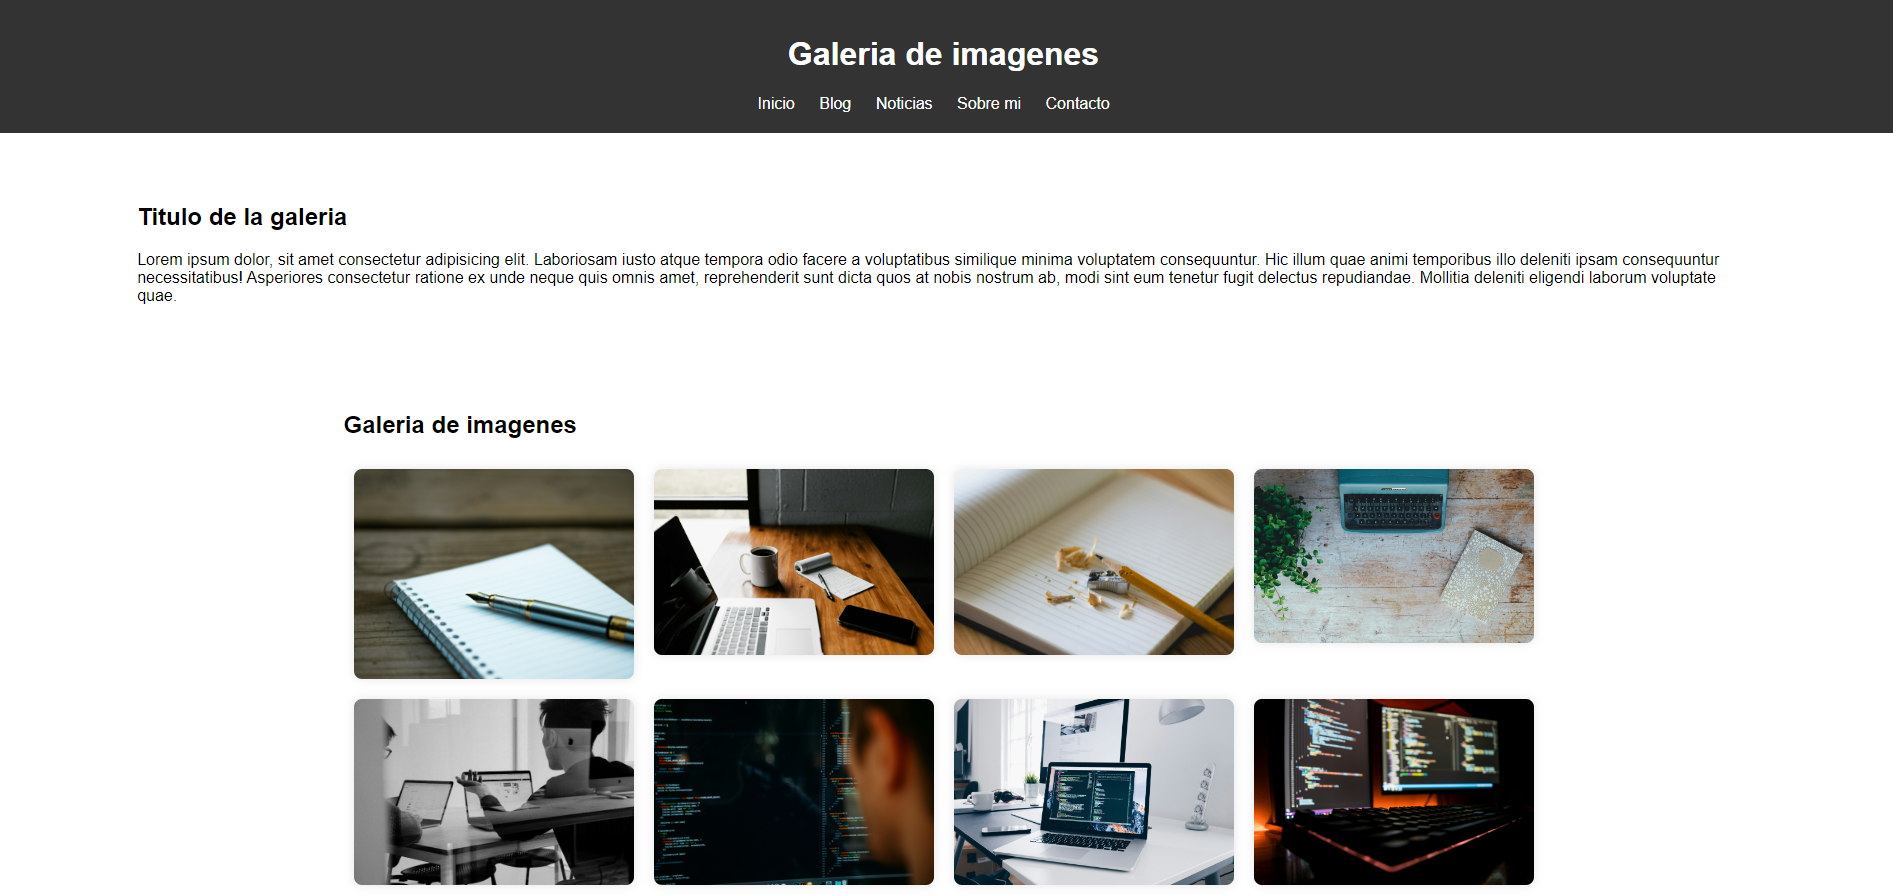 Galeria de imagenes
Inicio Blog Noticias Sobre mi Contacto
Titulo de la galeria
Lorem ipsum dolor, sit amet consectetur adipisicing elit. Laboriosam iusto atque tempora odio facere a voluptatibus similique minima voluptatem consequuntur. Hic illum quae animi temporibus illo deleniti ipsam consequuntur
necessitatibus! Asperiores consectetur ratione ex unde neque quis omnis amet, reprehenderit sunt dicta quos at nobis nostrum ab, modi sint eum tenetur fugit delectus repudiandae. Mollitia deleniti eligendi laborum voluptate
quae.
Galeria de imagenes